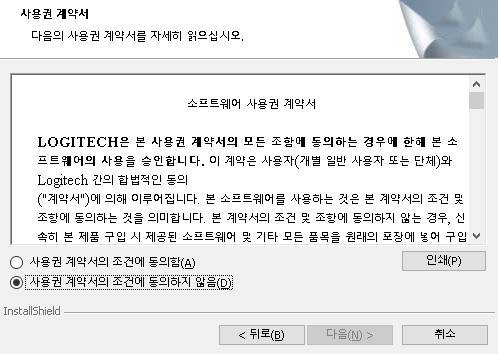 사용권 계약서
다음의 사용권 계약서를 자세히 읽으십시오.
소프트웨어 사용권 계약서
LOGITECH은 본 사용권 계약서의 모든 조항에 동의하는 경우에 한해 본 소
프트웨어의 사용을 승인합니다. 이 계약은 사용자(개별 일반 사용자 또는 단체)와
Logitech 간의 합법적인 동의
("계약서")에 의해 이루어집니다. 본 소프트웨어를 사용하는 것은 본 계약서의 조건 및
조항에 동의하는 것을 의미합니다. 본 계약서의 조건 및 조항에 동의하지 않는 경우, 신
속히 본 제품 구입 시 제공된 소프트웨어 및 기타 모든 품목을 원래의 포장에 넣어 구입
사용권 계약서의 조건에 동의함(A)
인쇄(P)
사용권 계약서의 조건에 동의하지 않음(D)
InstallShield
< 뒤로(B)
다음(N) >
취소